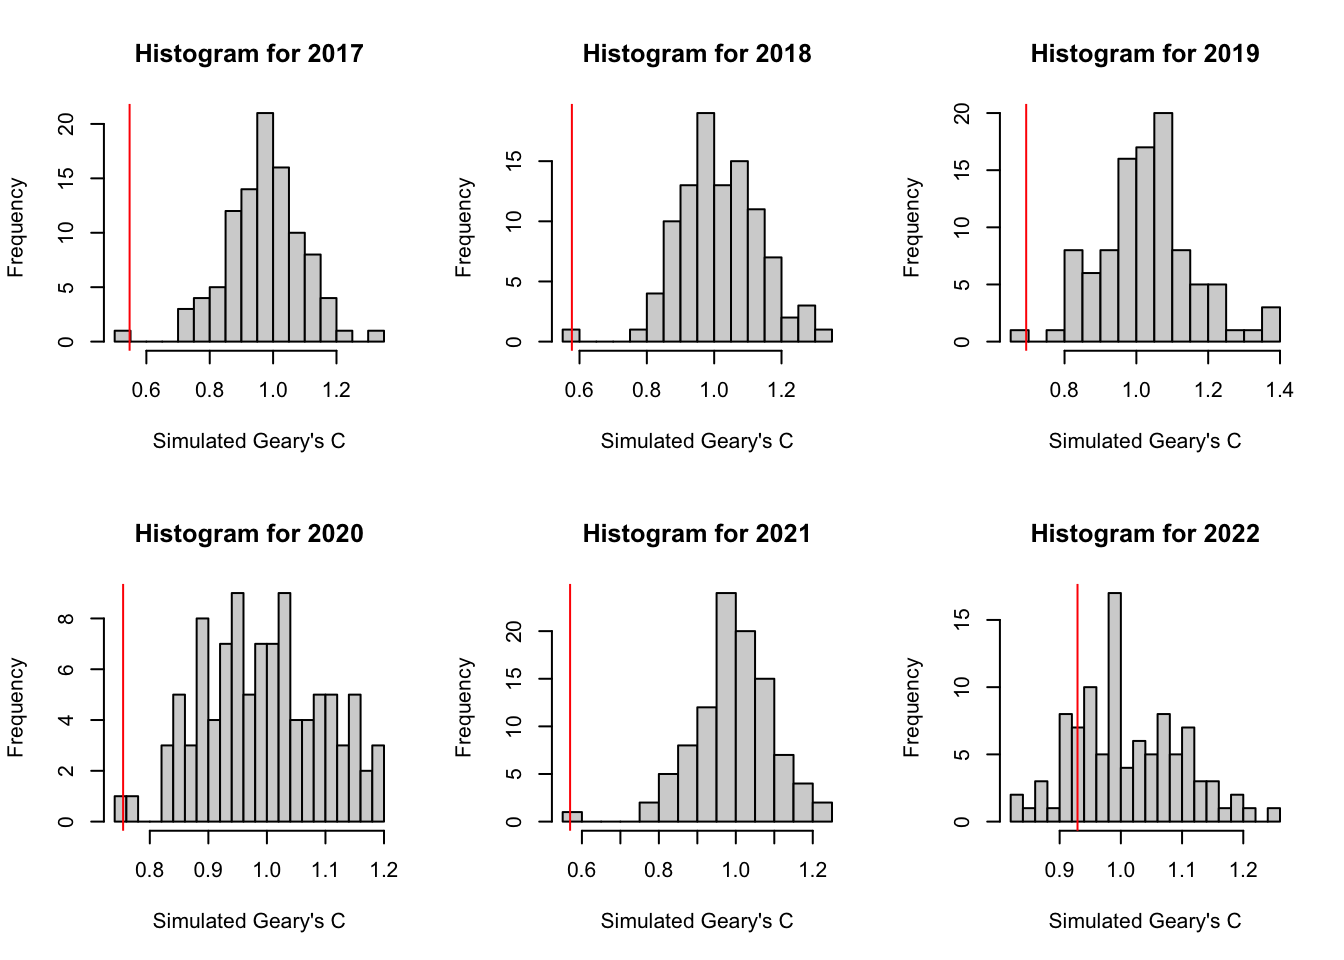 Histogram for 2017
Frequency
0 5 10 15 20
0.6 0.8 1.0 1.2
Simulated Geary's C
Histogram for 2018
Frequency
0 5 10 15
0.6 0.8 1.0 1.2
Simulated Geary's C
Histogram for 2019
Frequency
0 5 10 15 20
0.8 1.0 1.2 1.4
Simulated Geary's C
Histogram for 2020
Frequency
0 2 4 6 8
0.8 0.9 1.0 1.1 1.2
Simulated Geary's C
Histogram for 2021
Frequency
0 5 10 15 20
0.6 0.8 1.0 1.2
Simulated Geary's C
Histogram for 2022
Frequency
0 5 10 15
0.9 1.0 1.1 1.2
Simulated Geary's C